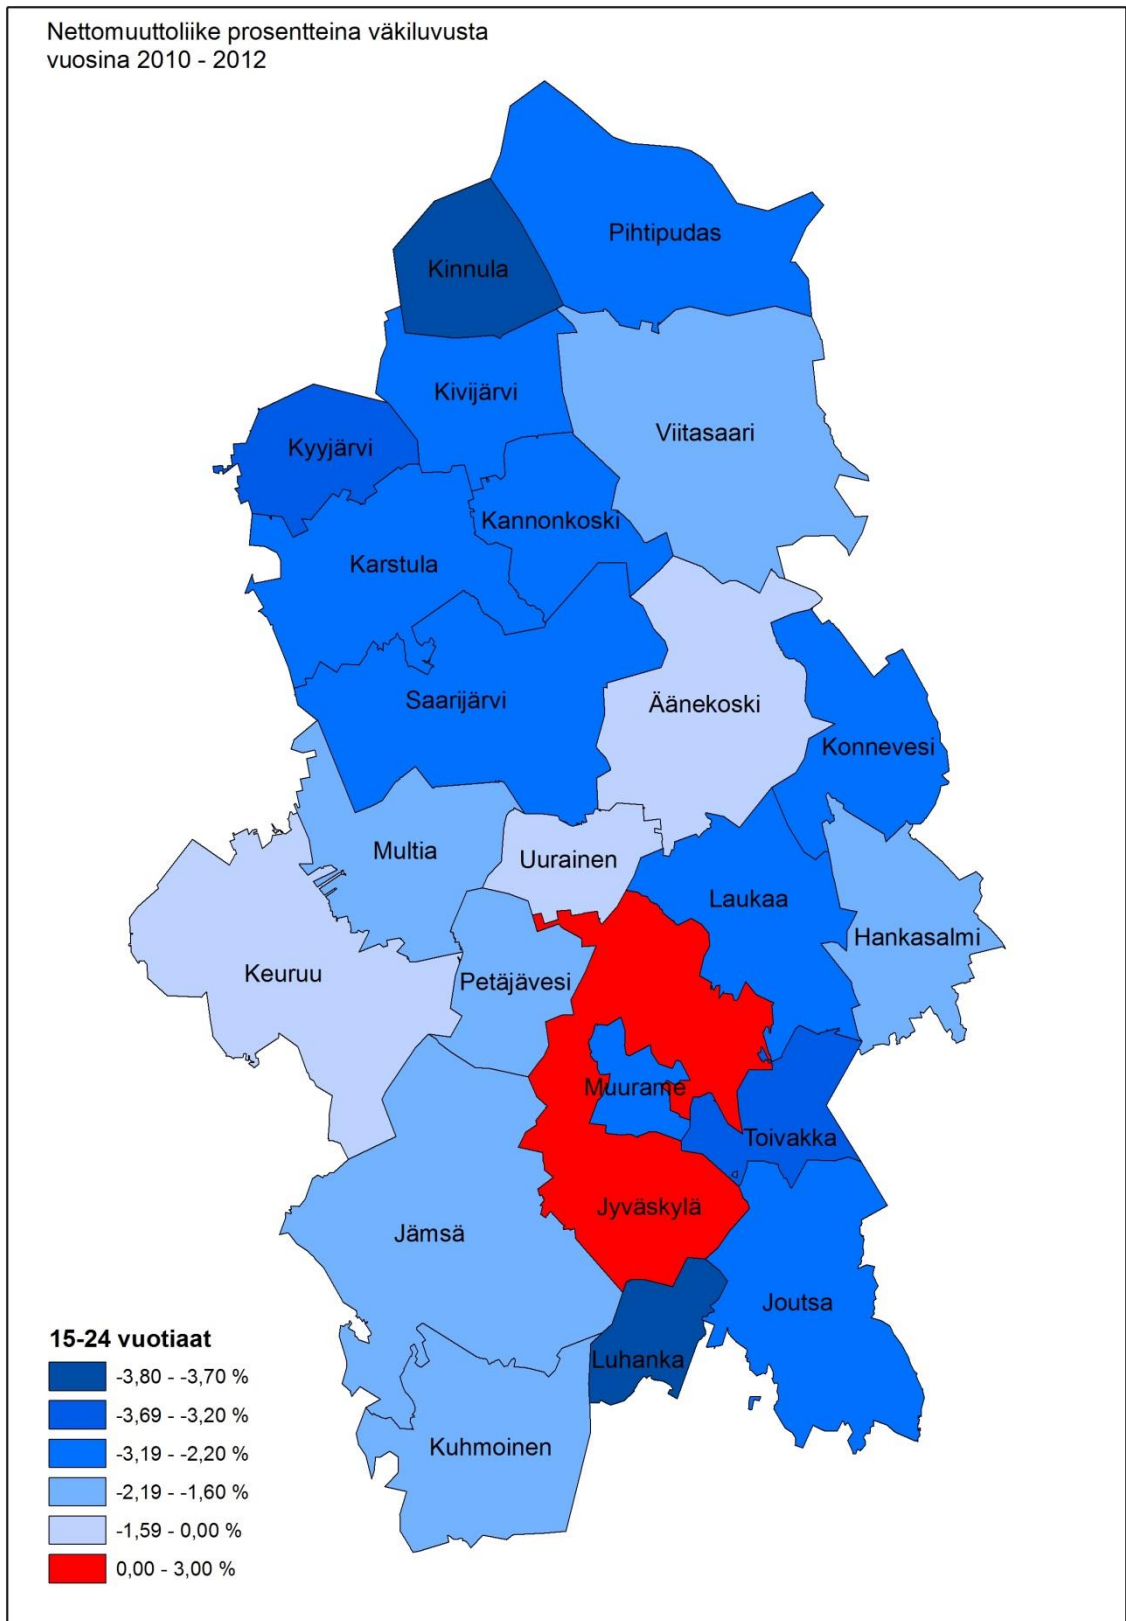 Nettomuuttoliike prosentteina väkiluvusta
vuosina 2010 - 2012
Pihtipudas
Kinnula
Kivijärvi
Viitasaari
Kyyjärvi
Kannonkoski
Karstula
Saarijärvi
Äänekoski
Konnevesi
Multia
Uurainen
Laukaa
Hankasalmi
Keuruu
Petäjävesi
Muurame
Toivakka
Jyväskylä
Jämsä
Joutsa
Luhanka
Kuhmoinen
15-24 vuotiaat
-3,80 - -3,70 %
-3,69 - -3,20 %
-3,19 - -2,20 %
-2,19 - -1,60 %
-1,59 - 0,00 %
0,00 - 3,00 %